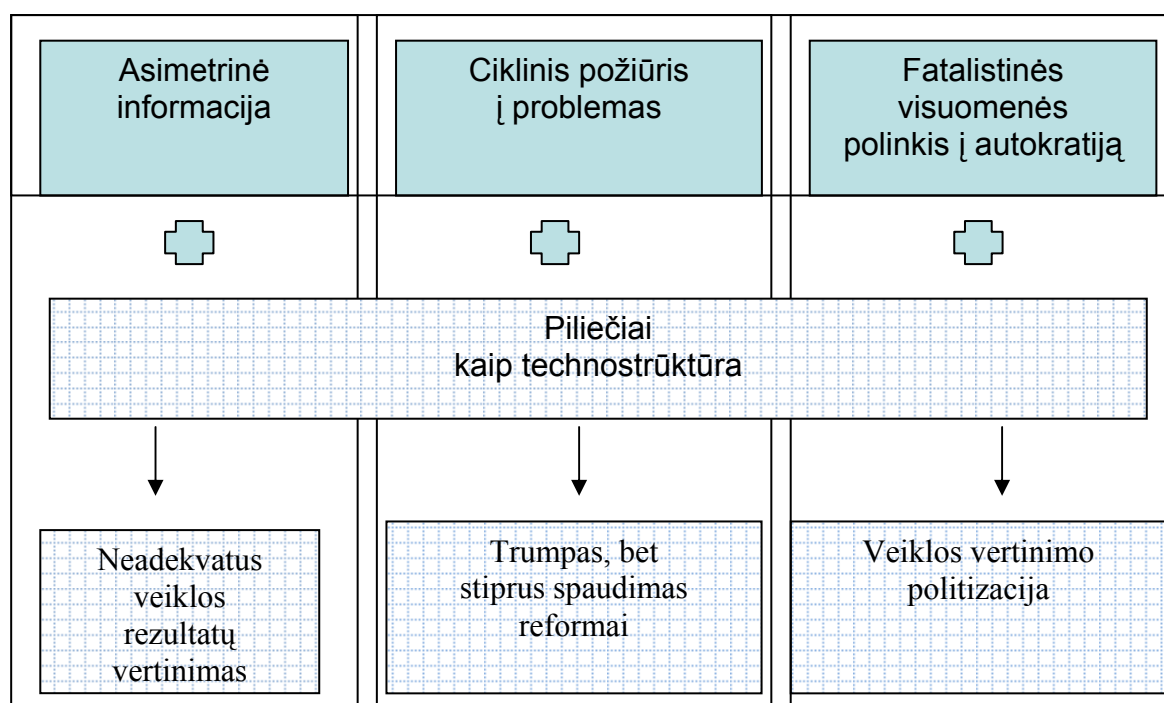 Asimetrinė
informacija
Ciklinis požiūris
į problemas
Fatalistinės
visuomenės
polinkis į autokratiją
Piliečiai
kaip technostrūktūra
Neadekvatus
veiklos
rezultatų
vertinimas
Trumpas, bet
stiprus spaudimas
reformai
Veiklos vertinimo
politizacija